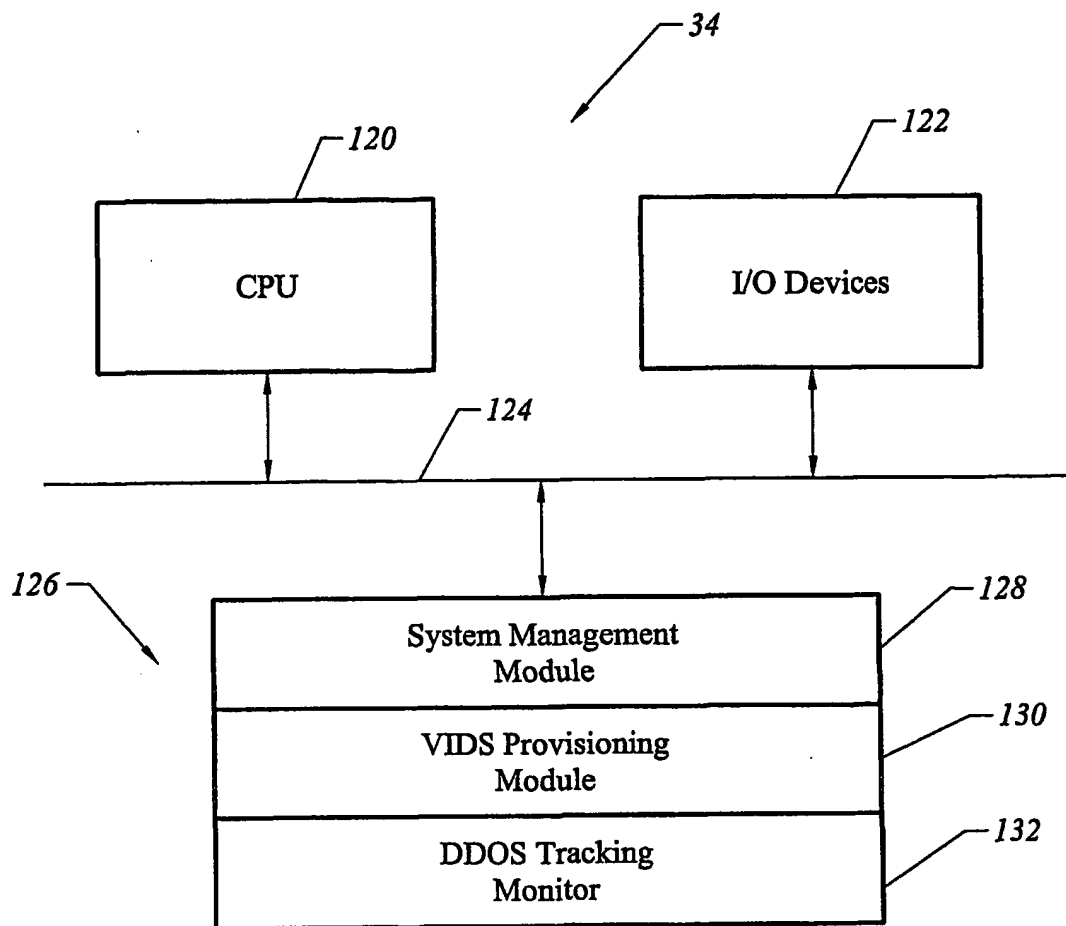 34
120
122
CPU
I/O Devices
124
126
128
System Management
Module
130
VIDS Provisioning
Module
132
DDOS Tracking
Monitor